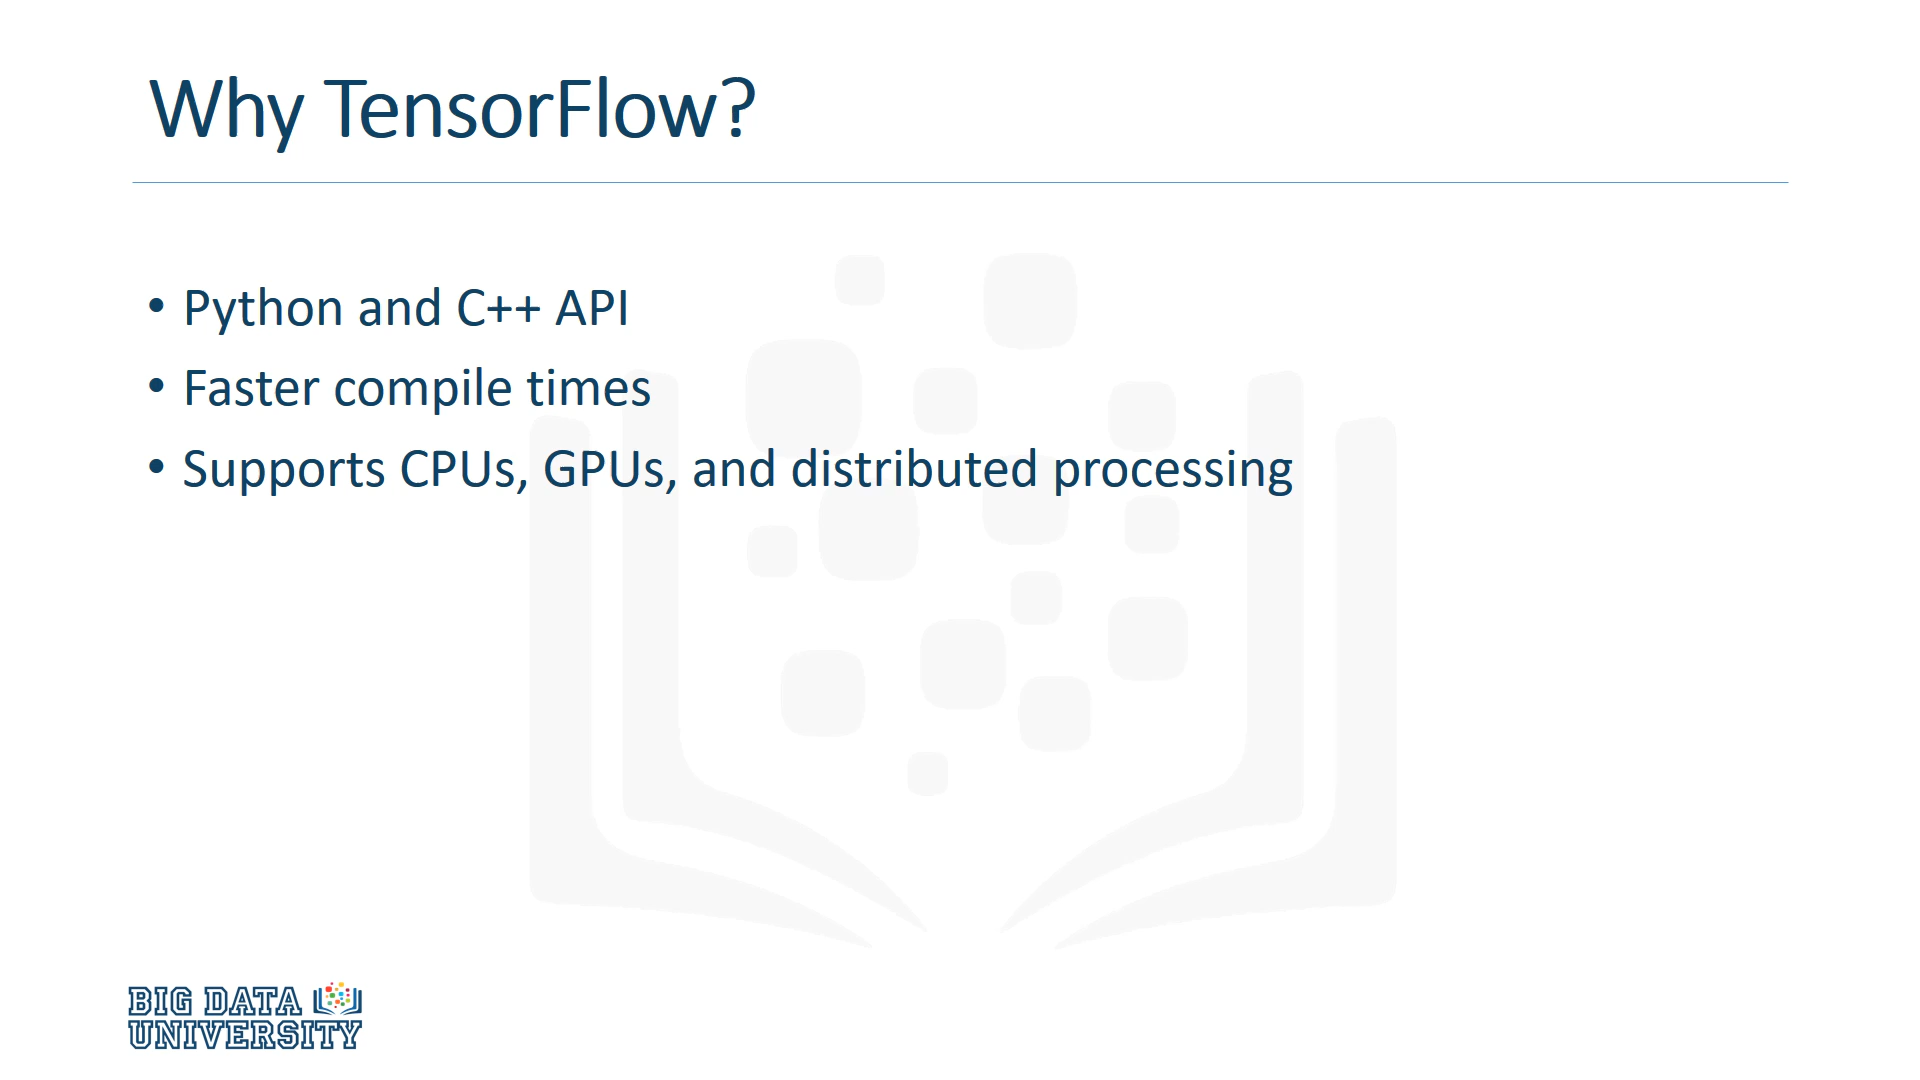 Why TensorFlow?
• Python and C++ API
• Faster compile times
• Supports CPUs, GPUs, and distributed processing
BIG DATA
UNIVERSITY